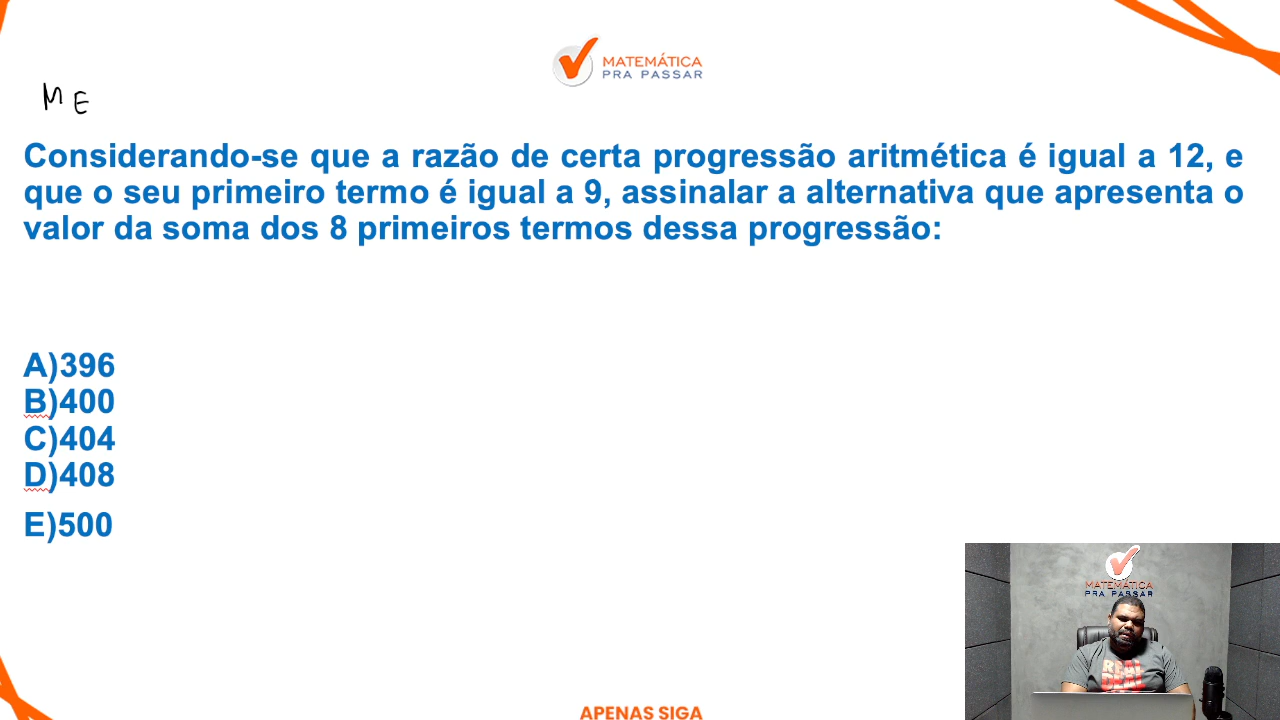 MATEMÁTICA
PRA PASSAR
M E
Considerando-se que a razão de certa progressão aritmética é igual a 12, e
que o seu primeiro termo é igual a 9, assinalar a alternativa que apresenta o
valor da soma dos 8 primeiros termos dessa progressão:
A)396
B)400
C)404
D)408
E)500
MATEMÁTICA
PRA PASSAR
REAL
DEAL
APENAS SIGA